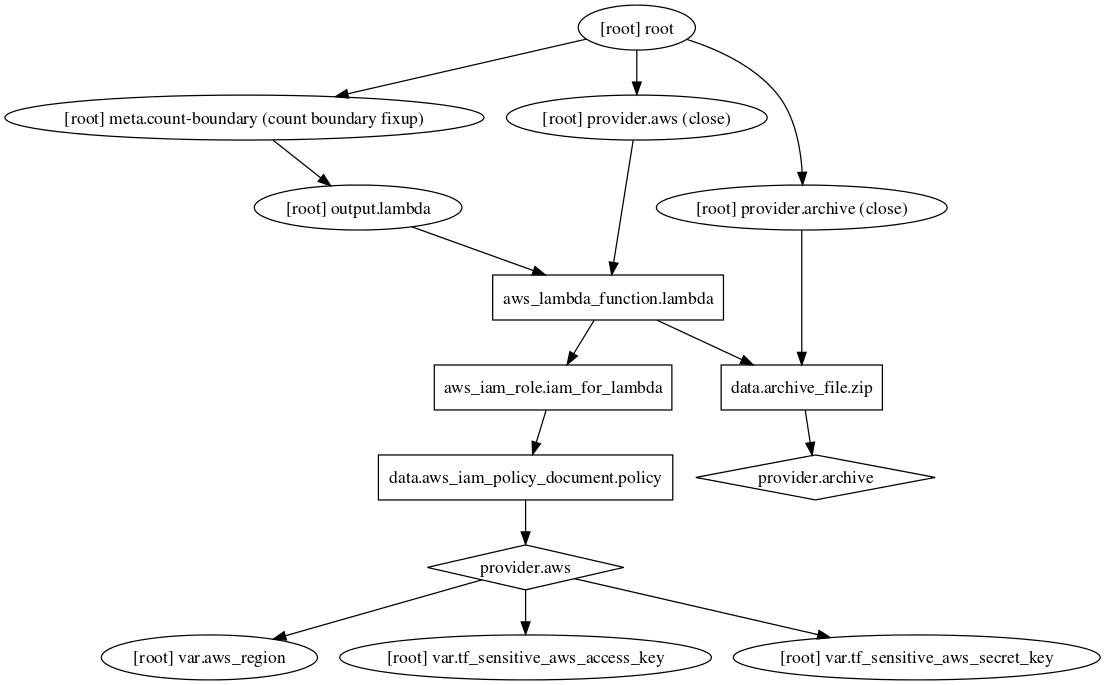 [root] root
[root] meta.count-boundary (count boundary fixup)
[root] provider.aws (close)
[root] output.lambda
[root] provider.archive (close)
aws_lambda_function.lambda
aws_iam_role.iam_for_lambda
data.archive_file.zip
data.aws_iam_policy_document.policy
provider.archive
provider.aws
[root] var.aws_region
[root] var.tf_sensitive_aws_access_key
[root] var.tf_sensitive_aws_secret_key